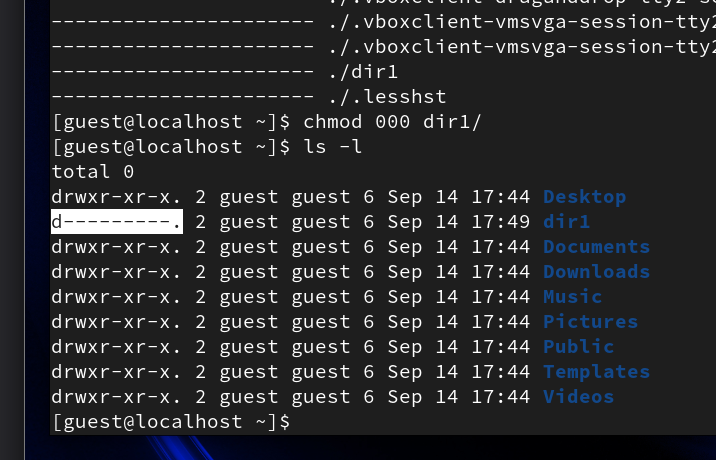 ---------------------- ./.vboxclient-draganddrop-tty2-s
---------------------- ./.vboxclient-vmsvga-session-tty2
---------------------- ./.vboxclient-vmsvga-session-tty2
---------------------- ./dir1
---------------------- ./.lesshst
[guest@localhost ~]$ chmod 000 dir1/
[guest@localhost ~]$ ls -l
total 0
drwxr-xr-x. 2 guest guest 6 Sep 14 17:44 Desktop
d---------. 2 guest guest 6 Sep 14 17:49 dir1
drwxr-xr-x. 2 guest guest 6 Sep 14 17:44 Documents
drwxr-xr-x. 2 guest guest 6 Sep 14 17:44 Downloads
drwxr-xr-x. 2 guest guest 6 Sep 14 17:44 Music
drwxr-xr-x. 2 guest guest 6 Sep 14 17:44 Pictures
drwxr-xr-x. 2 guest guest 6 Sep 14 17:44 Public
drwxr-xr-x. 2 guest guest 6 Sep 14 17:44 Templates
drwxr-xr-x. 2 guest guest 6 Sep 14 17:44 Videos
[guest@localhost ~]$